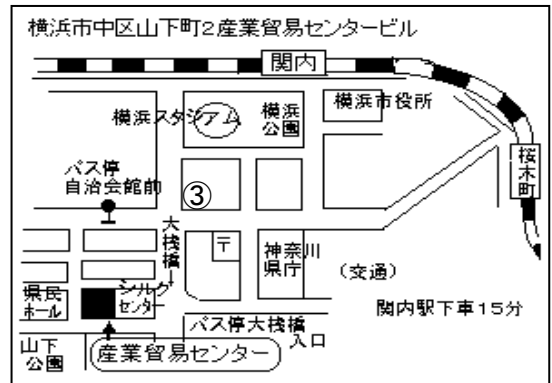 横浜市中区山下町2産業貿易センタービル
関内
横浜スタジアム
横浜
公園
横浜市役所
桜木町
バス停
自治会館前
③
大桟橋
〒
神奈川
県庁
(交通)
県民
ホール
シルク
センター
関内駅下車15分
バス停大桟橋
入口
山下
公園
産業貿易センター